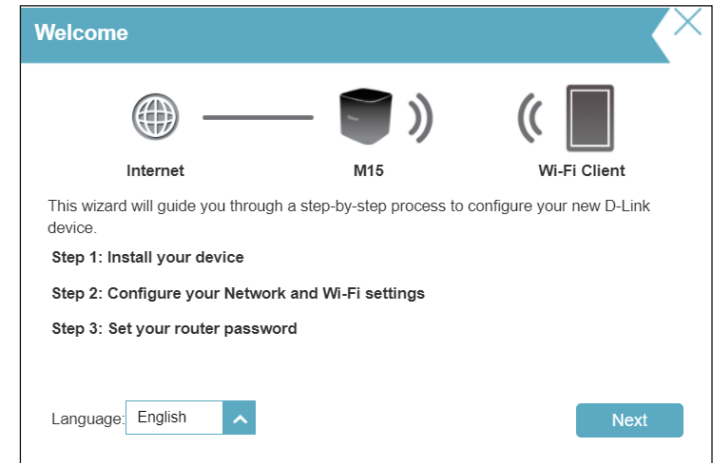 Welcome
Internet
M15
Wi-Fi Client
This wizard will guide you through a step-by-step process to configure your new D-Link
device.
Step 1: Install your device
Step 2: Configure your Network and Wi-Fi settings
Step 3: Set your router password
Language: English
Next